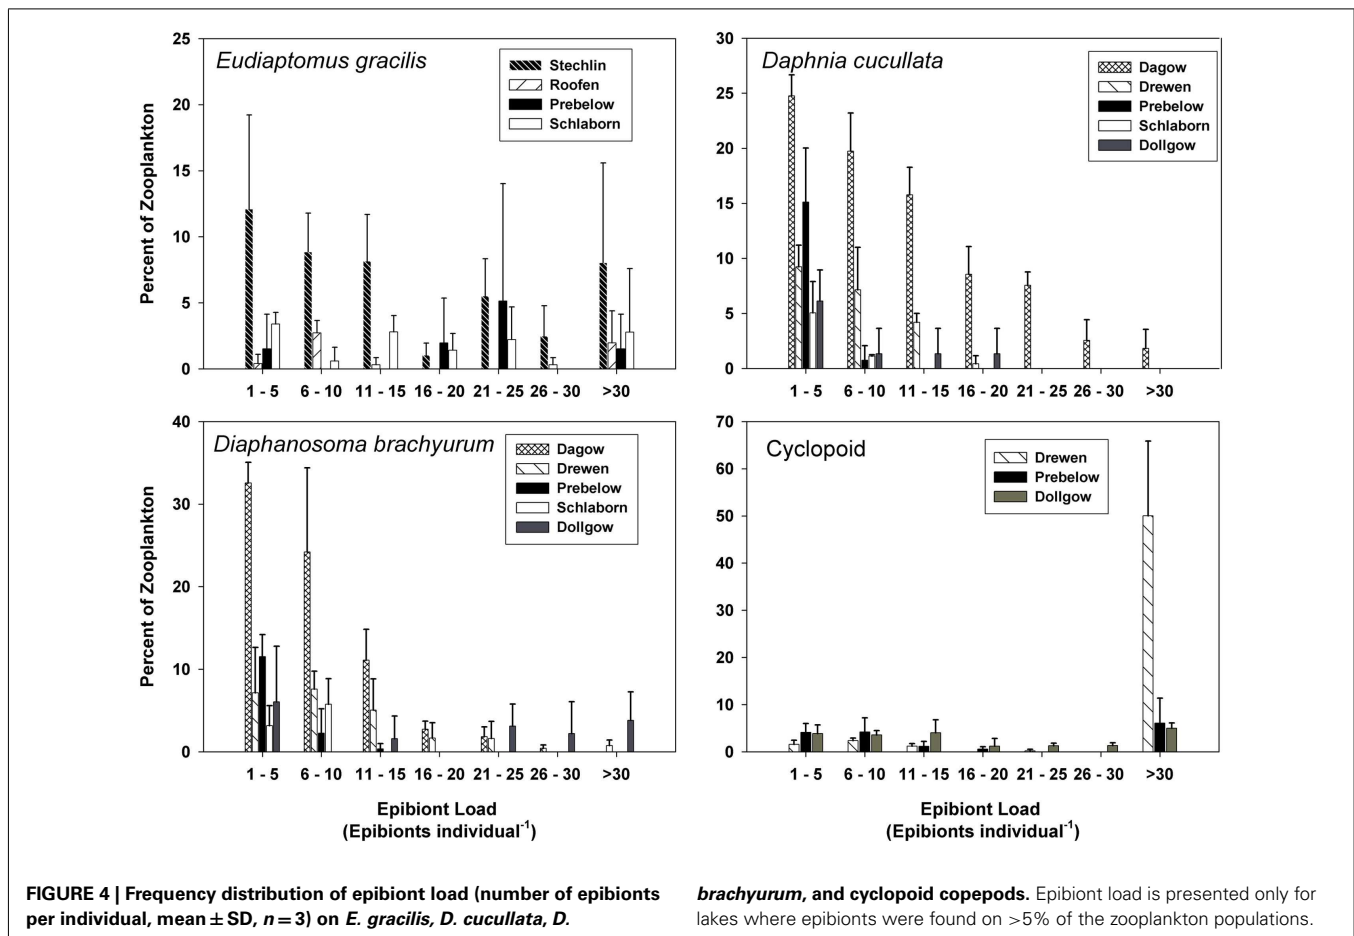 Eudiaptomus gracilis
Stechlin
Roofen
Prebelow
Schlaborn
Percent of Zooplankton
25
20
15
10
5
0
1 - 5 6 - 10 11 - 15 16 - 20 21 - 25 26 - 30 >30
Daphnia cucullata
Dagow
Drewen
Prebelow
Schlaborn
Dollgow
30
25
20
15
10
5
0
1 - 5 6 - 10 11 - 15 16 - 20 21 - 25 26 - 30 >30
Diaphanosoma brachyurum
Dagow
Drewen
Prebelow
Schlaborn
Dollgow
Percent of Zooplankton
40
30
20
10
0
1 - 5 6 - 10 11 - 15 16 - 20 21 - 25 26 - 30 >30
Epibiont Load
(Epibionts individual⁻¹)
Cyclopoid
Drewen
Prebelow
Dollgow
70
60
50
40
30
20
10
0
1 - 5 6 - 10 11 - 15 16 - 20 21 - 25 26 - 30 >30
Epibiont Load
(Epibionts individual⁻¹)
FIGURE 4 | Frequency distribution of epibiont load (number of epibionts
per individual, mean ± SD, n = 3) on E. gracilis, D. cucullata, D.
brachyurum, and cyclopoid copepods. Epibiont load is presented only for
lakes where epibionts were found on >5% of the zooplankton populations.